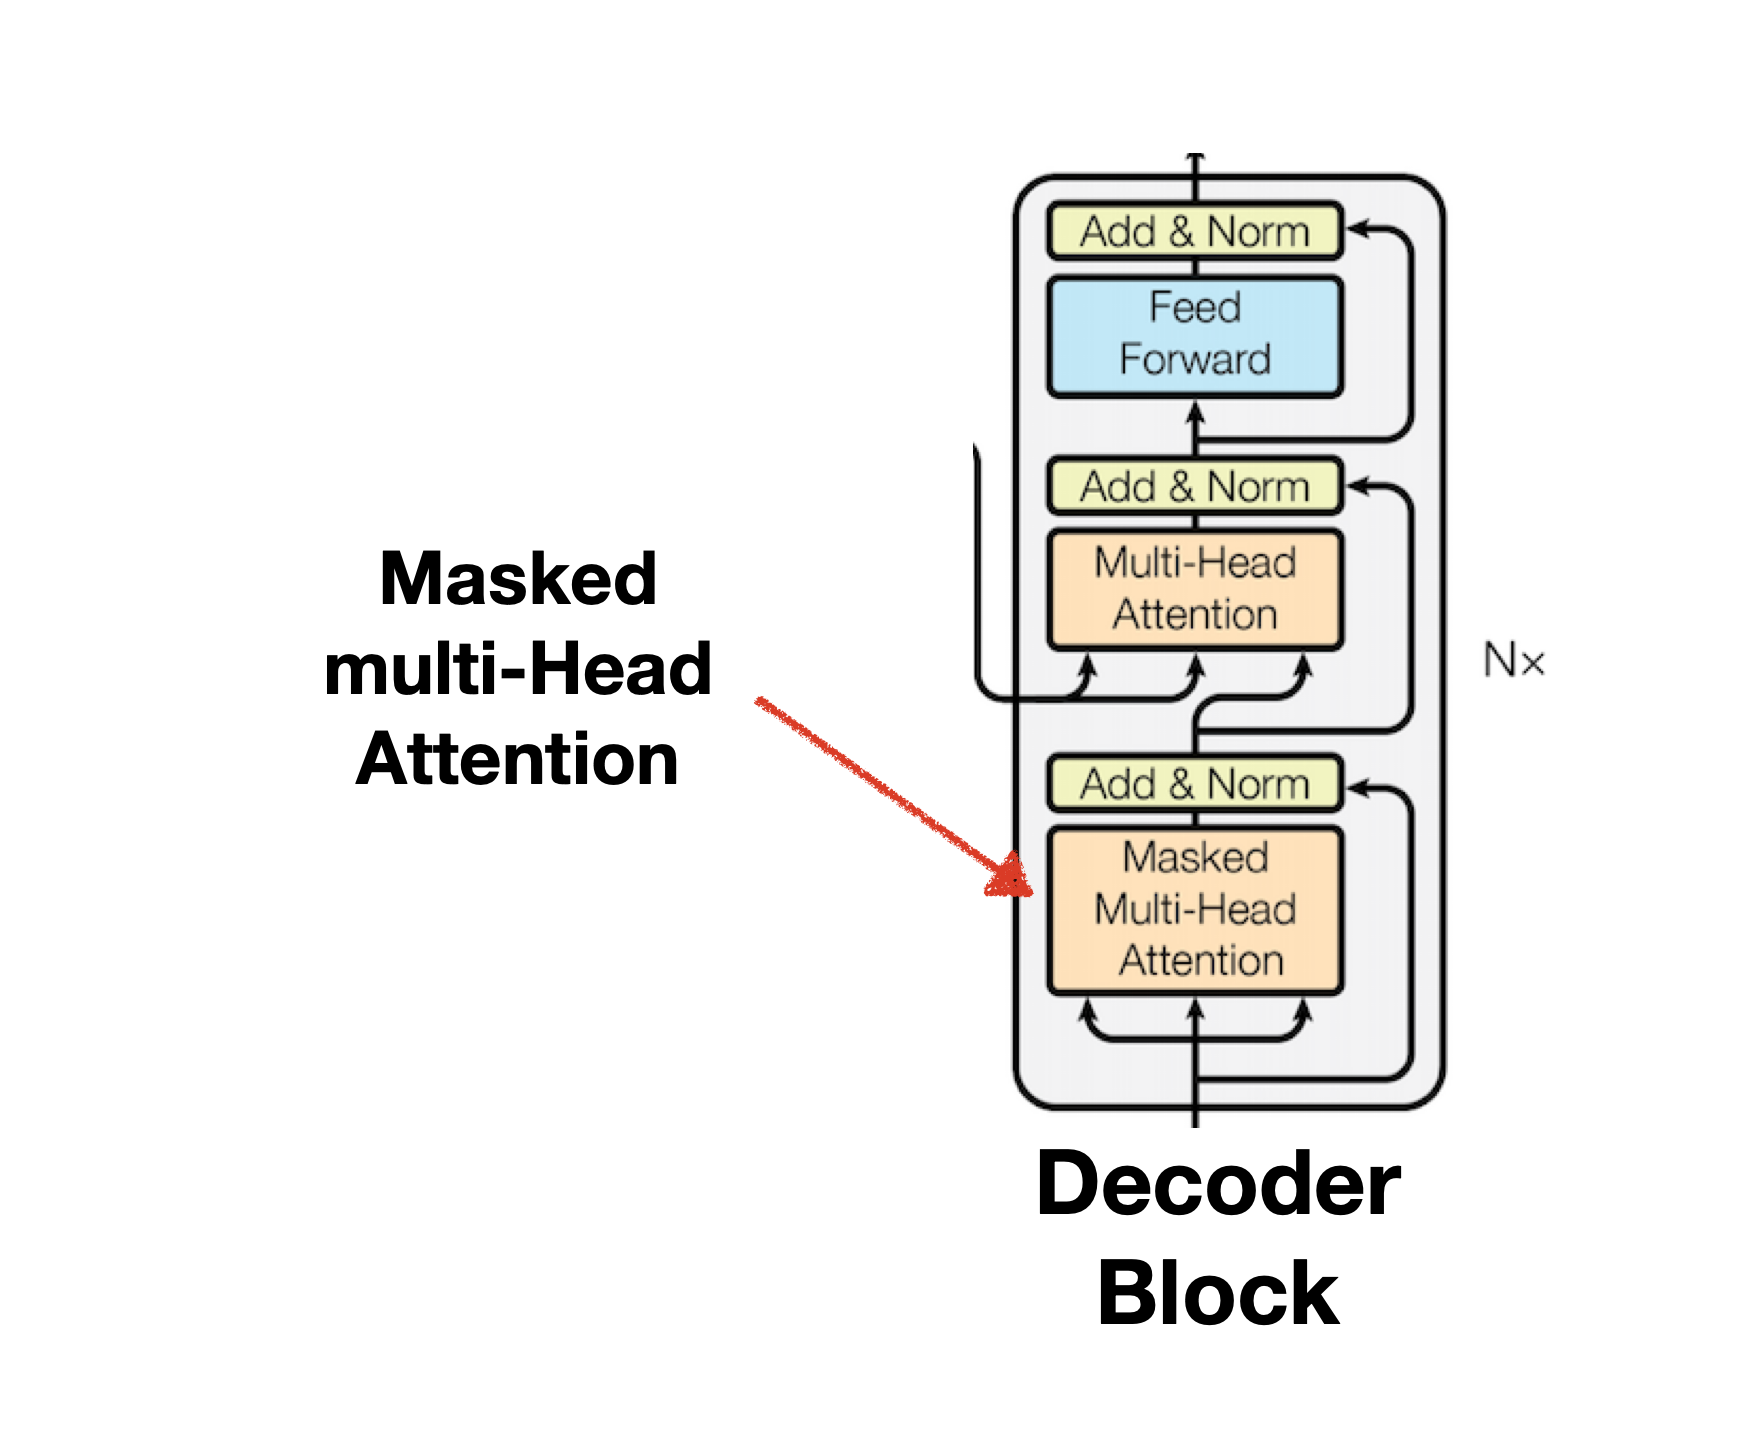 Add & Norm
Feed
Forward
Add & Norm
Multi-Head
Attention
Masked
multi-Head
Attention
Nx
Add & Norm
Masked
Multi-Head
Attention
Decoder
Block